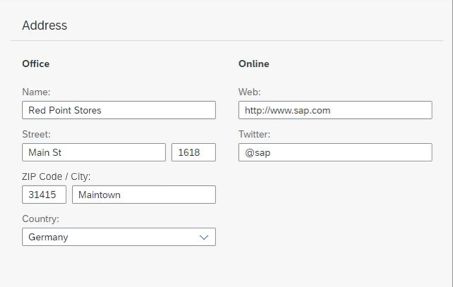 Address
Office
Name:
Red Point Stores
Street:
Main St 1618
ZIP Code / City:
31415 Maintown
Country:
Germany
Online
Web:
http://www.sap.com
Twitter:
@sap